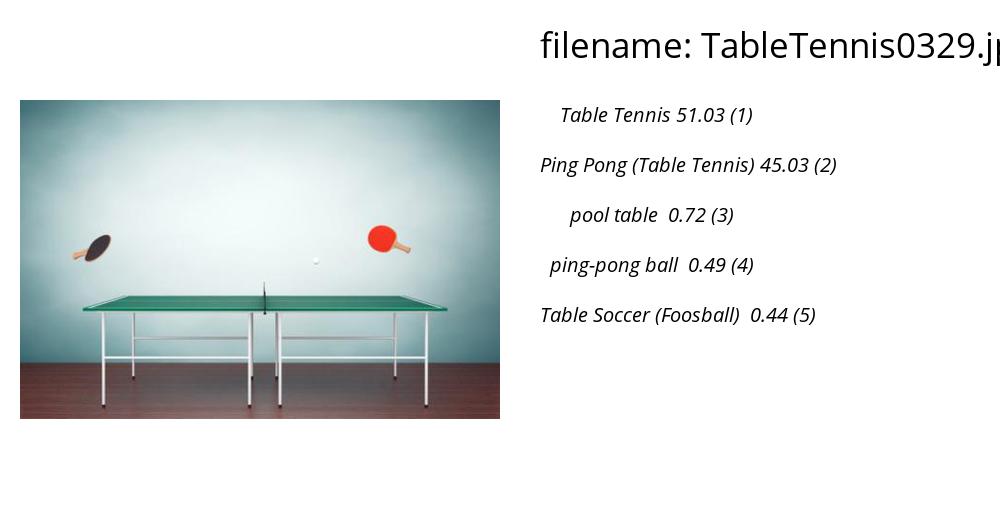 filename: TableTennis0329.jp
Table Tennis 51.03 (1)
Ping Pong (Table Tennis) 45.03 (2)
pool table 0.72 (3)
ping-pong ball 0.49 (4)
Table Soccer (Foosball) 0.44 (5)